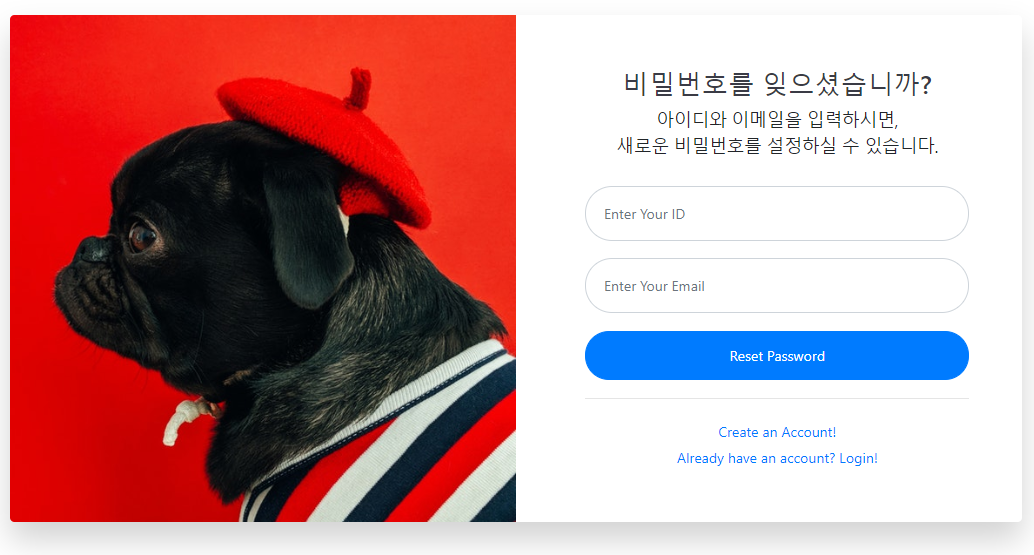 비밀번호를 잊으셨습니까?
아이디와 이메일을 입력하시면,
새로운 비밀번호를 설정하실 수 있습니다.
Enter Your ID
Enter Your Email
Reset Password
Create an Account!
Already have an account? Login!